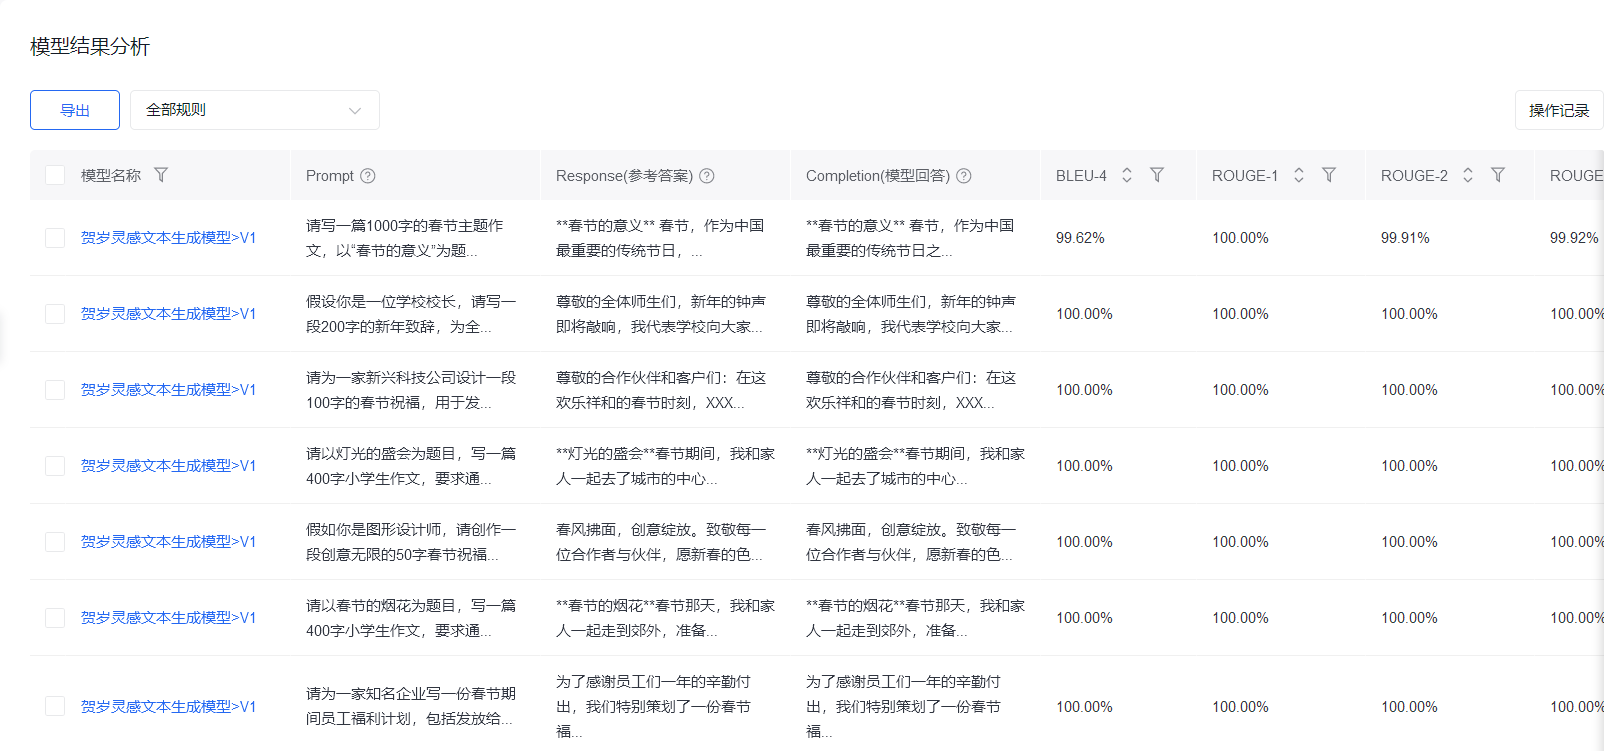 模型结果分析
导出
全部规则
操作记录
模型名称 Prompt Response(参考答案) Completion(模型回答) BLEU-4 ROUGE-1 ROUGE-2 ROUGE
贺岁灵感文本生成模型>V1
请写一篇1000字的春节主题作
文，以“春节的意义”为题...
**春节的意义** 春节，作为中国
最重要的传统节日，...
**春节的意义** 春节，作为中国
最重要的传统节日之...
99.62% 100.00% 99.91% 99.92%
贺岁灵感文本生成模型>V1
假设你是一位学校校长，请写一
段200字的新年致辞，为全...
尊敬的全体师生们，新年的钟声
即将敲响，我代表学校向大家...
尊敬的全体师生们，新年的钟声
即将敲响，我代表学校向大家...
100.00% 100.00% 100.00% 100.00%
贺岁灵感文本生成模型>V1
请为一家新兴科技公司设计一段
100字的春节祝福，用于发...
尊敬的合作伙伴和客户们：在这
欢乐祥和的春节时刻，XXX...
尊敬的合作伙伴和客户们：在这
欢乐祥和的春节时刻，XXX...
100.00% 100.00% 100.00% 100.00%
贺岁灵感文本生成模型>V1
请以灯光的盛会为题目，写一篇
400字小学生作文，要求通...
**灯光的盛会**春节期间，我和家
人一起去了城市的中心...
**灯光的盛会**春节期间，我和家
人一起去了城市的中心...
100.00% 100.00% 100.00% 100.00%
贺岁灵感文本生成模型>V1
假如你是图形设计师，请创作一
段创意无限的50字春节祝福...
春风拂面，创意绽放。致敬每一
位合作者与伙伴，愿新春的色...
春风拂面，创意绽放。致敬每一
位合作者与伙伴，愿新春的色...
100.00% 100.00% 100.00% 100.00%
贺岁灵感文本生成模型>V1
请以春节的烟花为题目，写一篇
400字小学生作文，要求通...
**春节的烟花**春节那天，我和家
人一起走到郊外，准备...
**春节的烟花**春节那天，我和家
人一起走到郊外，准备...
100.00% 100.00% 100.00% 100.00%
贺岁灵感文本生成模型>V1
请为一家知名企业写一份春节期
间员工福利计划，包括发放给...
为了感谢员工们一年的辛勤付
出，我们特别策划了一份春节
福...
为了感谢员工们一年的辛勤付
出，我们特别策划了一份春节
福...
100.00% 100.00% 100.00% 100.00%